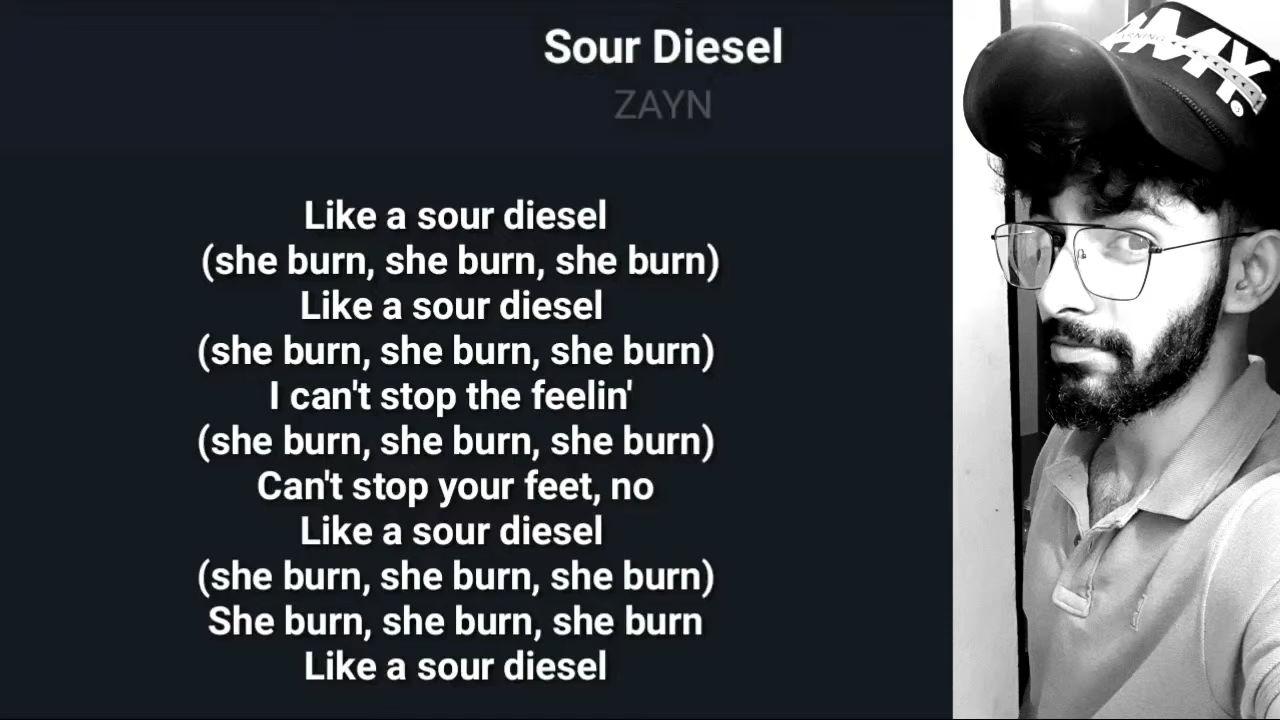 Sour Diesel
ZAYN
Like a sour diesel
(she burn, she burn, she burn)
Like a sour diesel
(she burn, she burn, she burn)
I can't stop the feelin'
(she burn, she burn, she burn)
Can't stop your feet, no
Like a sour diesel
(she burn, she burn, she burn)
She burn, she burn, she burn
Like a sour diesel